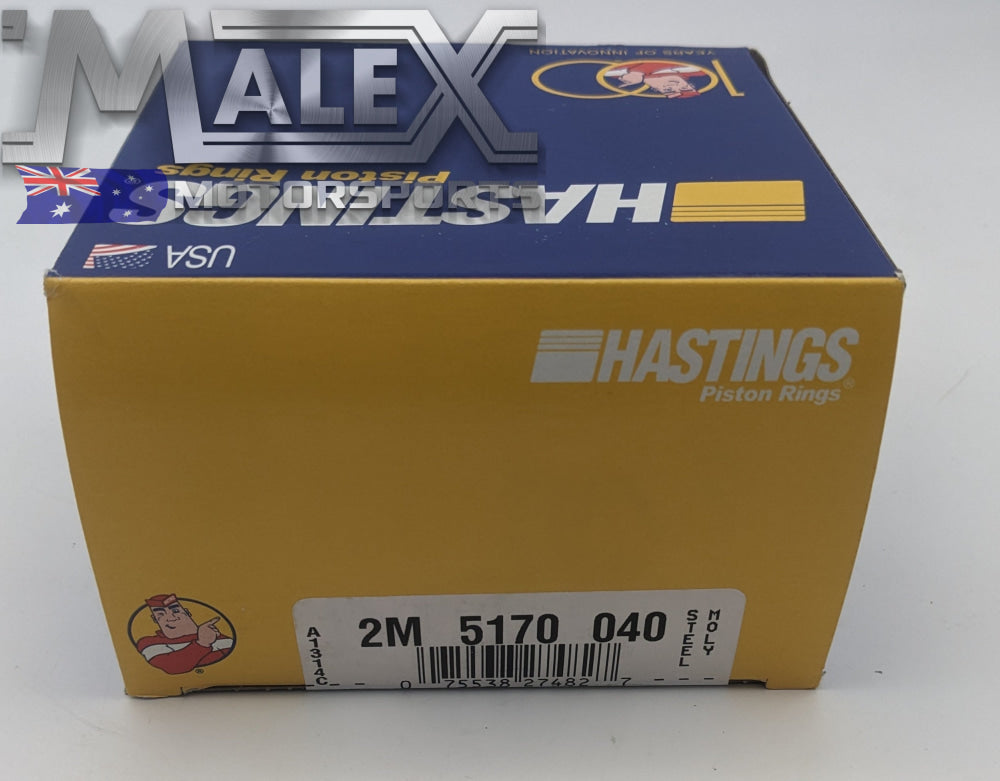 MALEX
MOTORSPORTS
100
YEARS OF INNOVATION
HASTINGS
Piston Rings
USA
HASTINGS
Piston Rings®
2M 5170 040
STEEL
MOLY
A1314C
0 75538 27482 7
®